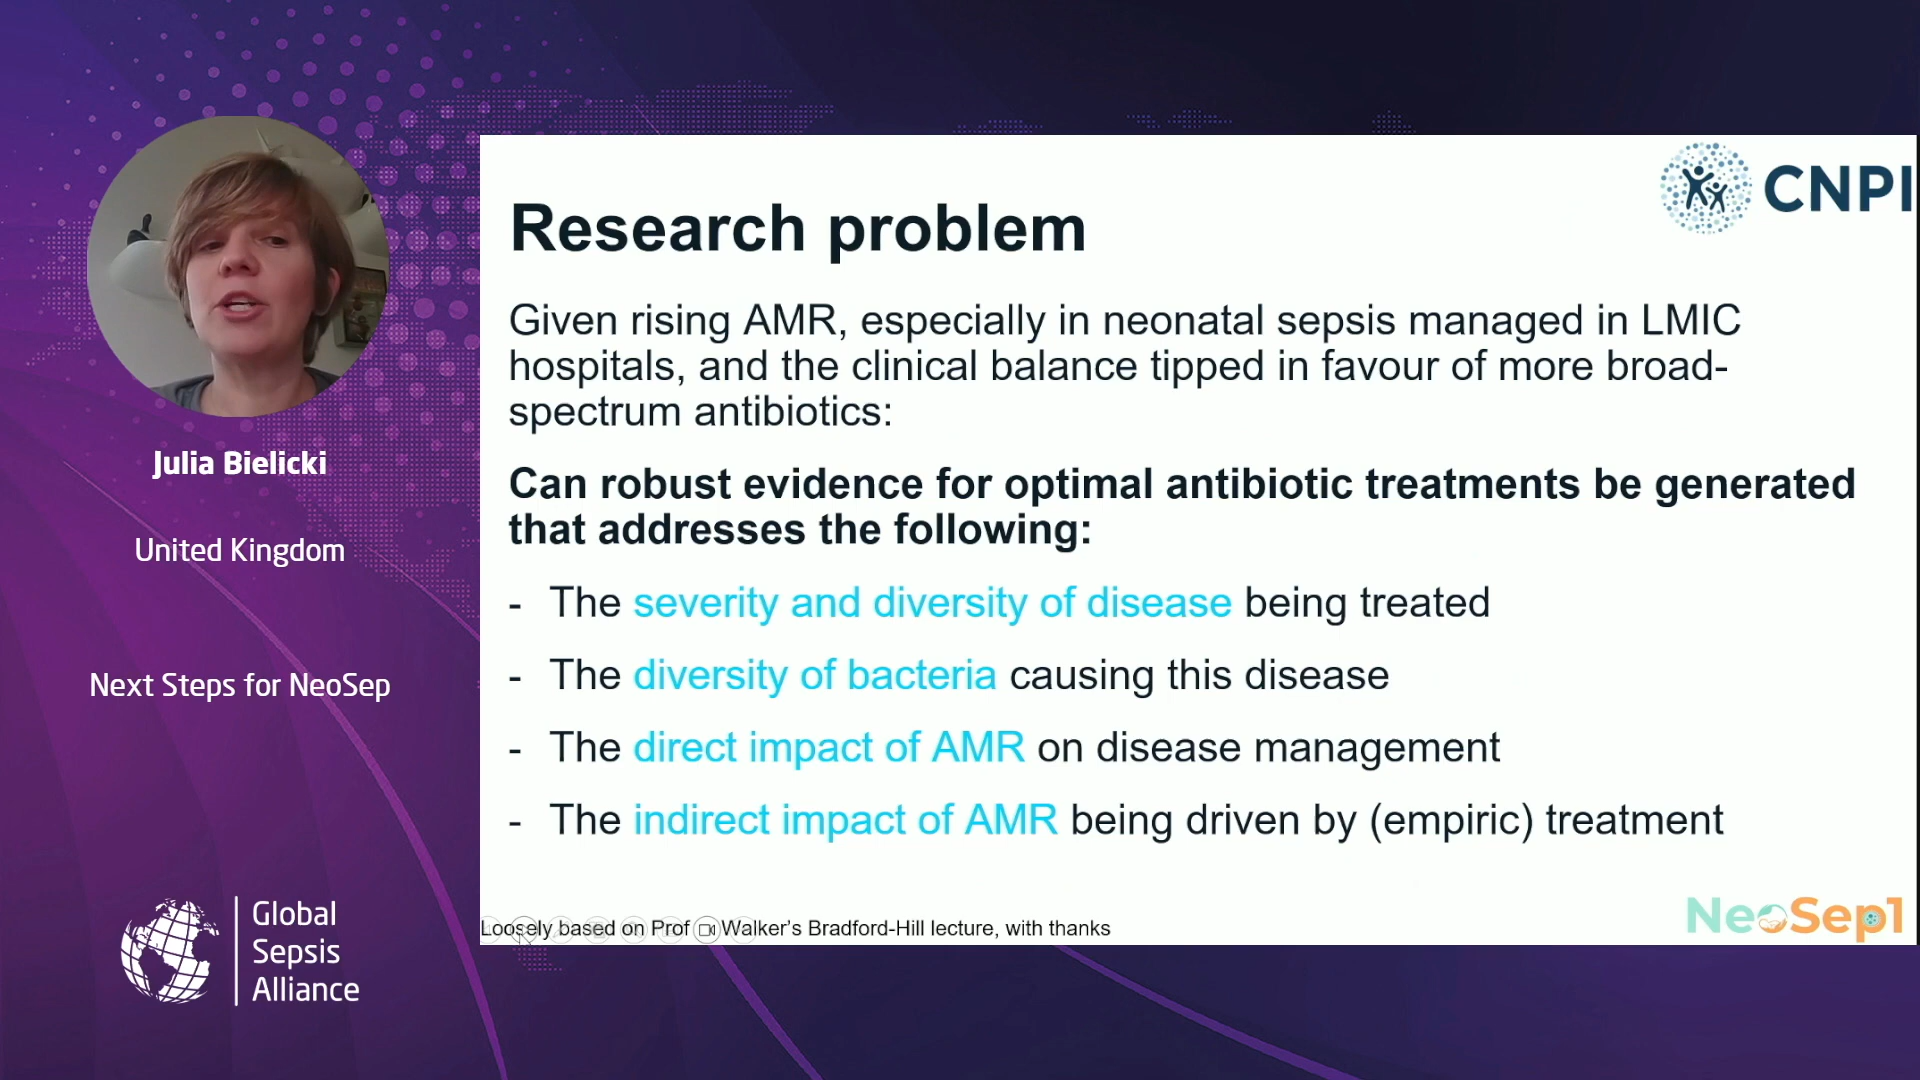 CNPI
Research problem
Given rising AMR, especially in neonatal sepsis managed in LMIC
hospitals, and the clinical balance tipped in favour of more broad-
spectrum antibiotics:
Can robust evidence for optimal antibiotic treatments be generated
that addresses the following:
- The severity and diversity of disease being treated
- The diversity of bacteria causing this disease
- The direct impact of AMR on disease management
- The indirect impact of AMR being driven by (empiric) treatment
Loosely based on Prof Walker's Bradford-Hill lecture, with thanks
NeoSep1
Julia Bielicki
United Kingdom
Next Steps for NeoSep
Global
Sepsis
Alliance